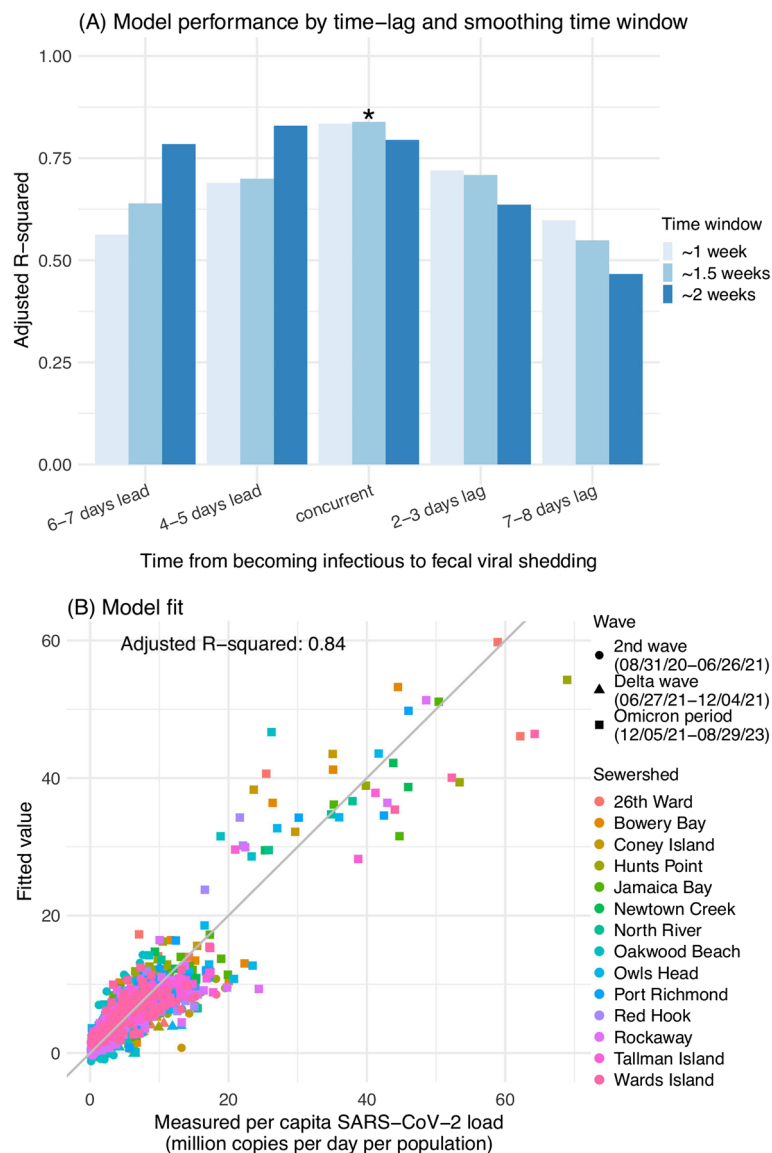 (A) Model performance by time−lag and smoothing time window
1.00
0.75
0.50
0.25
0.00
Adjusted R−squared
*
Time window
~1 week
~1.5 weeks
~2 weeks
6−7 days lead
4−5 days lead
concurrent
2−3 days lag
7−8 days lag
Time from becoming infectious to fecal viral shedding
(B) Model fit
Adjusted R−squared: 0.84
60
40
20
0
Fitted value
0
20
40
60
Measured per capita SARS−CoV−2 load
(million copies per day per population)
Wave
2nd wave
(08/31/20−06/26/21)
Delta wave
(06/27/21−12/04/21)
Omicron period
(12/05/21−08/29/23)
Sewershed
26th Ward
Bowery Bay
Coney Island
Hunts Point
Jamaica Bay
Newtown Creek
North River
Oakwood Beach
Owls Head
Port Richmond
Red Hook
Rockaway
Tallman Island
Wards Island